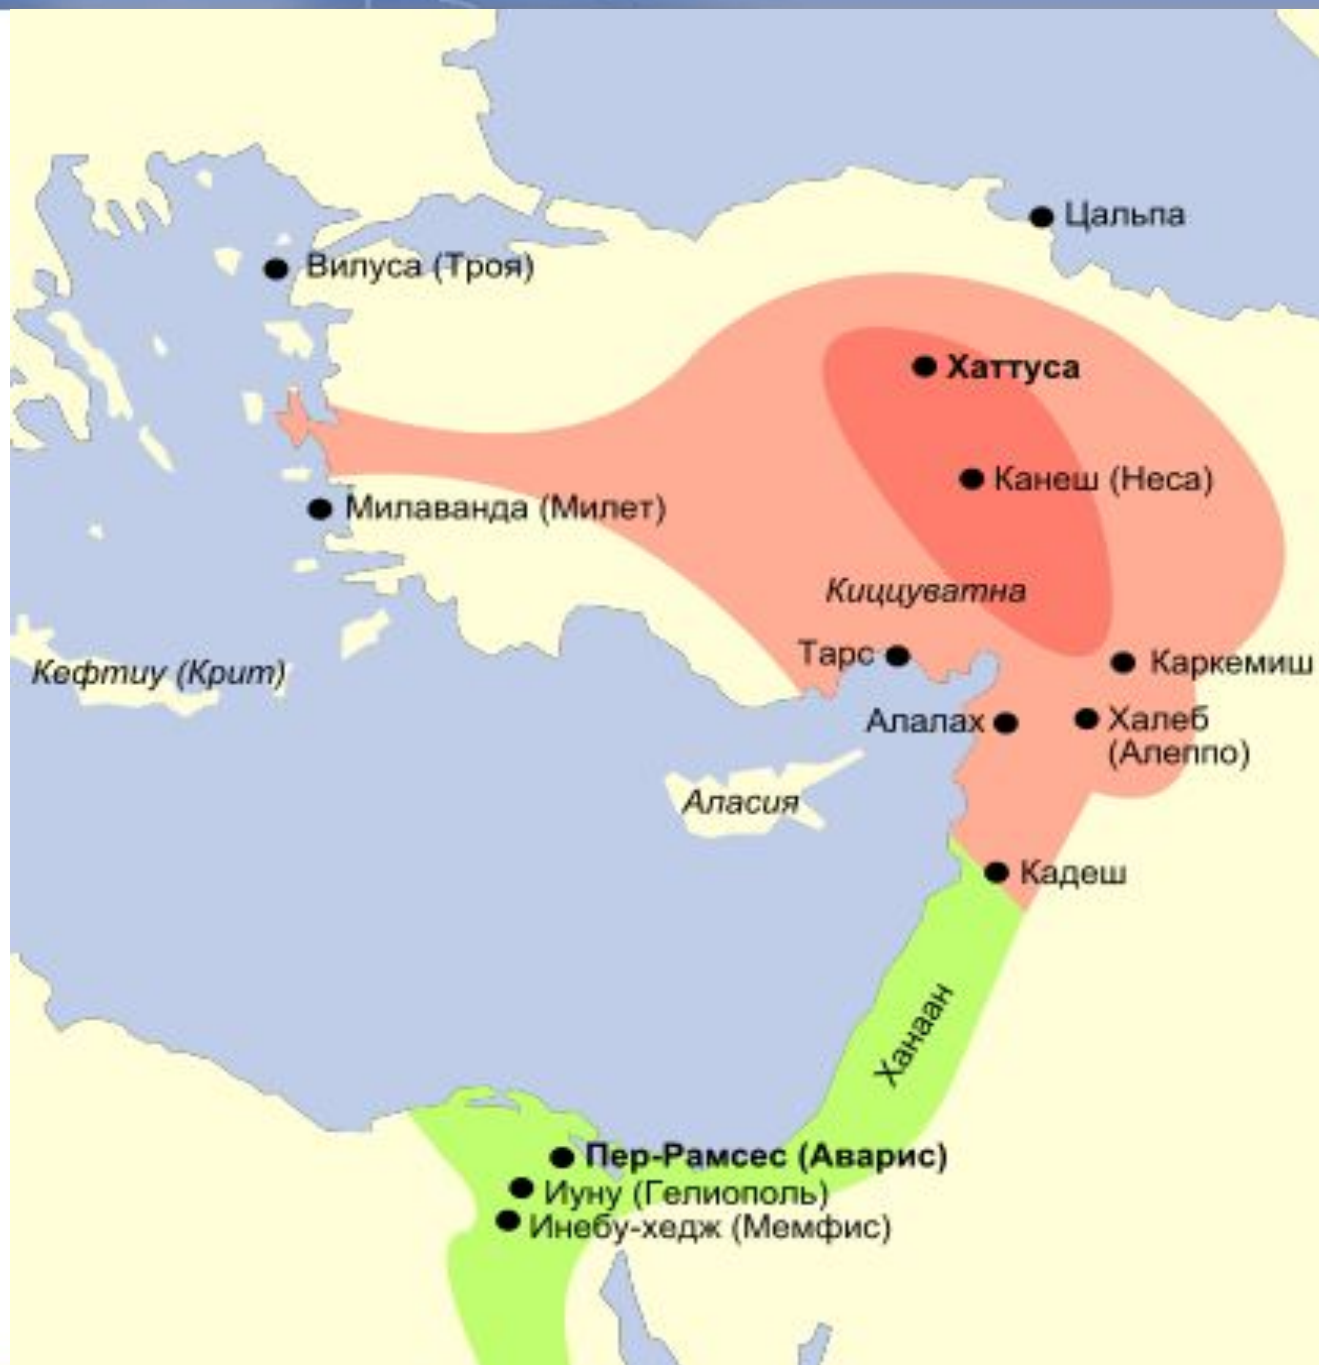 Цальпа
Вилуса (Троя)
Хаттуса
Канеш (Неса)
Милаванда (Милет)
Киццуватна
Тарс
Каркемиш
Кефтиу (Крит)
Алалах
Халеб
(Алеппо)
Аласия
Кадеш
Ханаан
Пер-Рамсес (Аварис)
Иуну (Гелиополь)
Инебу-хедж (Мемфис)